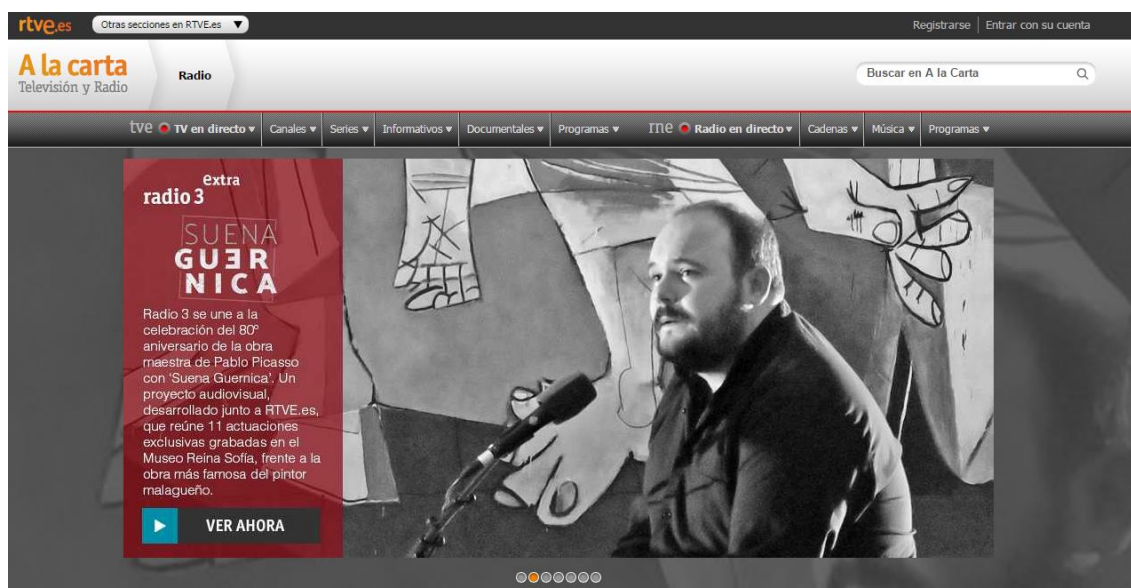 rtve.es Otras secciones en RTVE.es ▼ Registrarse | Entrar con su cuenta
A la carta
Televisión y Radio
Radio
Buscar en A la Carta
tve TV en directo ▾ Canales ▾ Series ▾ Informativos ▾ Documentales ▾ Programas ▾ rne Radio en directo ▾ Cadenas ▾ Música ▾ Programas ▾
extra
radio 3
SUENA
GUERNICA
Radio 3 se une a la
celebración del 80º
aniversario de la obra
maestra de Pablo Picasso
con 'Suena Guernica'. Un
proyecto audiovisual,
desarrollado junto a RTVE.es,
que reúne 11 actuaciones
exclusivas grabadas en el
Museo Reina Sofía, frente a la
obra más famosa del pintor
malagueño.
VER AHORA